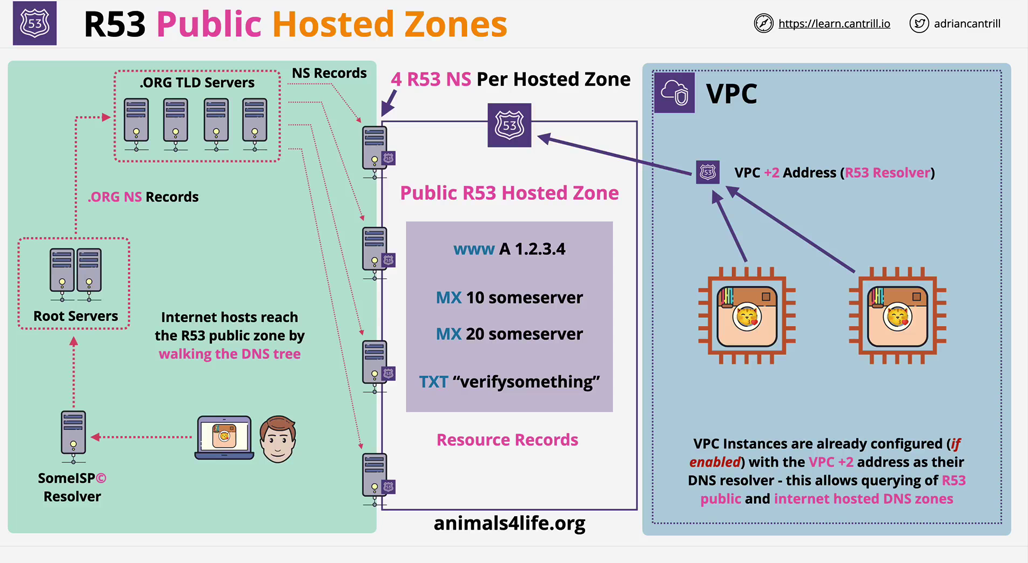 R53 Public Hosted Zones
https://learn.cantrill.io
adriancantrill
.ORG TLD Servers
NS Records
.ORG NS Records
Root Servers
Internet hosts reach
the R53 public zone by
walking the DNS tree
SomeISP©
Resolver
4 R53 NS Per Hosted Zone
53
Public R53 Hosted Zone
www A 1.2.3.4
MX 10 someserver
MX 20 someserver
TXT “verifysomething”
Resource Records
animals4life.org
VPC
VPC +2 Address (R53 Resolver)
VPC Instances are already configured (if
enabled) with the VPC +2 address as their
DNS resolver - this allows querying of R53
public and internet hosted DNS zones